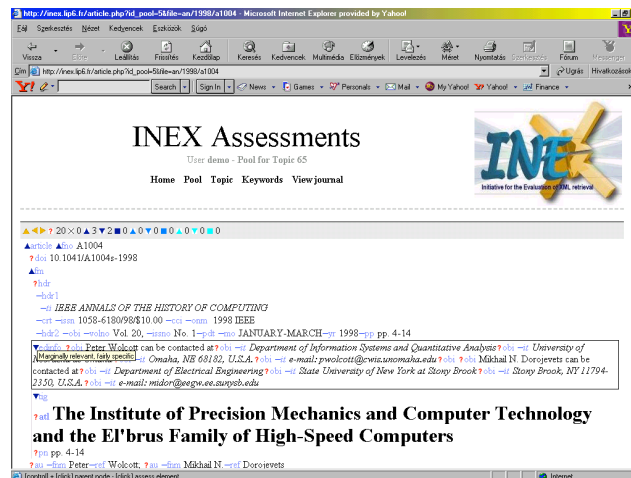 http://inex.lip6.fr/article.php?id_pool=5&file=an/1998/a1004 - Microsoft Internet Explorer provided by Yahoo!
Fájl Szerkesztés Nézet Kedvencek Eszközök Súgó
Vissza Előre Leállítás Frissítés Kezdőlap Keresés Kedvencek Multimédia Előzmények Levelezés Méret Nyomtatás Szerkesztés Fórum Messenger
Cím http://inex.lip6.fr/article.php?id_pool=5&file=an/1998/a1004 Ugrás Hivatkozások
Y! Search Sign In News Games Personals Mail My Yahoo! Yahoo! Finance
INEX Assessments
User demo - Pool for Topic 65
Home Pool Topic Keywords View journal
INEX
Initiative for the Evaluation of XML retrieval
▲◀▶ ? 20 × 0 ▲ 3 ▼ 2 ■ 0 ▲ 0 ▼ 0 ■ 0 ▲ 0 ▼ 0 ■ 0
▲article ▲fno A1004
?doi 10.1041/A1004s-1998
▲fm
?hdr
–hdr1
–ti IEEE ANNALS OF THE HISTORY OF COMPUTING
–crt –issn 1058-6180/98/$10.00 –cci –onm 1998 IEEE
–hdr2 –obi –volno Vol. 20, –issno No. 1–pdt –mo JANUARY-MARCH–yr 1998–pp pp. 4-14
▼edinfo ?obi Peter Wolcott can be contacted at?obi –it Department of Information Systems and Quantitative Analysis?obi –it University of
Marginally relevant, fairly specific –it Omaha, NE 68182, U.S.A.?obi –it e-mail: pwolcott@cwis.unomaha.edu?obi ?obi Mikhail N. Dorojevets can be
contacted at?obi –it Department of Electrical Engineering?obi –it State University of New York at Stony Brook?obi –it Stony Brook, NY 11794-
2350, U.S.A.?obi –it e-mail: midor@eegw.ee.sunysb.edu
▼tig
?atl The Institute of Precision Mechanics and Computer Technology
and the El'brus Family of High-Speed Computers
?pn pp. 4-14
?au –fnm Peter–ref Wolcott, ?au –fnm Mikhail N.–ref Dorojevets
[control] + [click] parent node - [click] assess element Internet